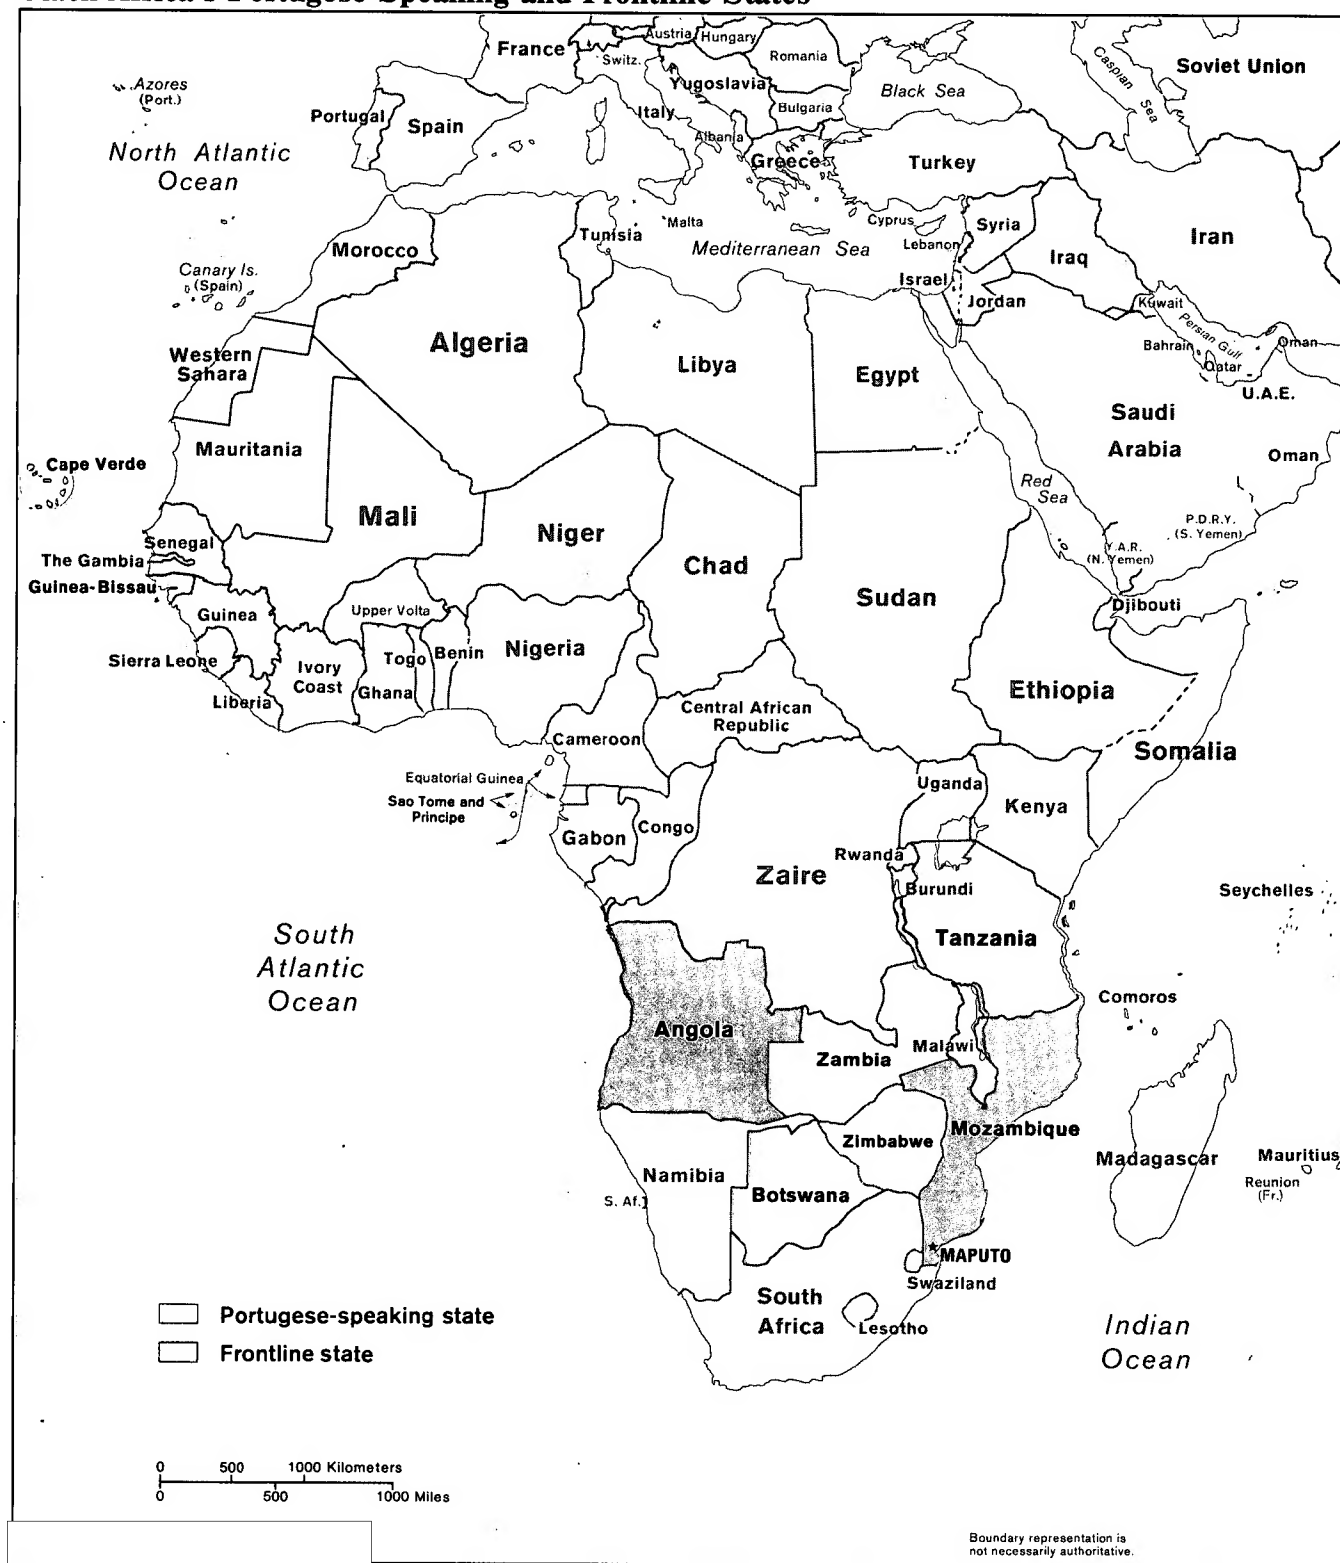 Portugese-Speaking and Frontline States
Azores
(Port.)
North Atlantic
Ocean
Portugal
Spain
France
Switz.
Austria
Hungary
Romania
Yugoslavia
Italy
Bulgaria
Albania
Greece
Black Sea
Caspian Sea
Soviet Union
Turkey
Malta
Mediterranean Sea
Cyprus
Lebanon
Syria
Israel
Jordan
Iraq
Iran
Kuwait
Persian Gulf
Bahrain
Qatar
Oman
U.A.E.
Saudi
Arabia
Oman
Red
Sea
P.D.R.Y.
(S. Yemen)
Y.A.R.
(N. Yemen)
Canary Is.
(Spain)
Morocco
Tunisia
Algeria
Libya
Egypt
Western
Sahara
Mauritania
Cape Verde
Mali
Niger
Chad
Sudan
Senegal
The Gambia
Guinea-Bissau
Guinea
Sierra Leone
Liberia
Ivory
Coast
Upper Volta
Ghana
Togo
Benin
Nigeria
Djibouti
Ethiopia
Somalia
Central African
Republic
Cameroon
Equatorial Guinea
Sao Tome and
Principe
Gabon
Congo
Zaire
Uganda
Kenya
Rwanda
Burundi
Tanzania
Seychelles
South
Atlantic
Ocean
Comoros
Angola
Zambia
Malawi
Mozambique
Zimbabwe
Madagascar
Mauritius
Reunion
(Fr.)
Namibia
S. Af.
Botswana
MAPUTO
Swaziland
South
Africa
Lesotho
Indian
Ocean
Portugese-speaking state
Frontline state
0 500 1000 Kilometers
0 500 1000 Miles
Boundary representation is
not necessarily authoritative.